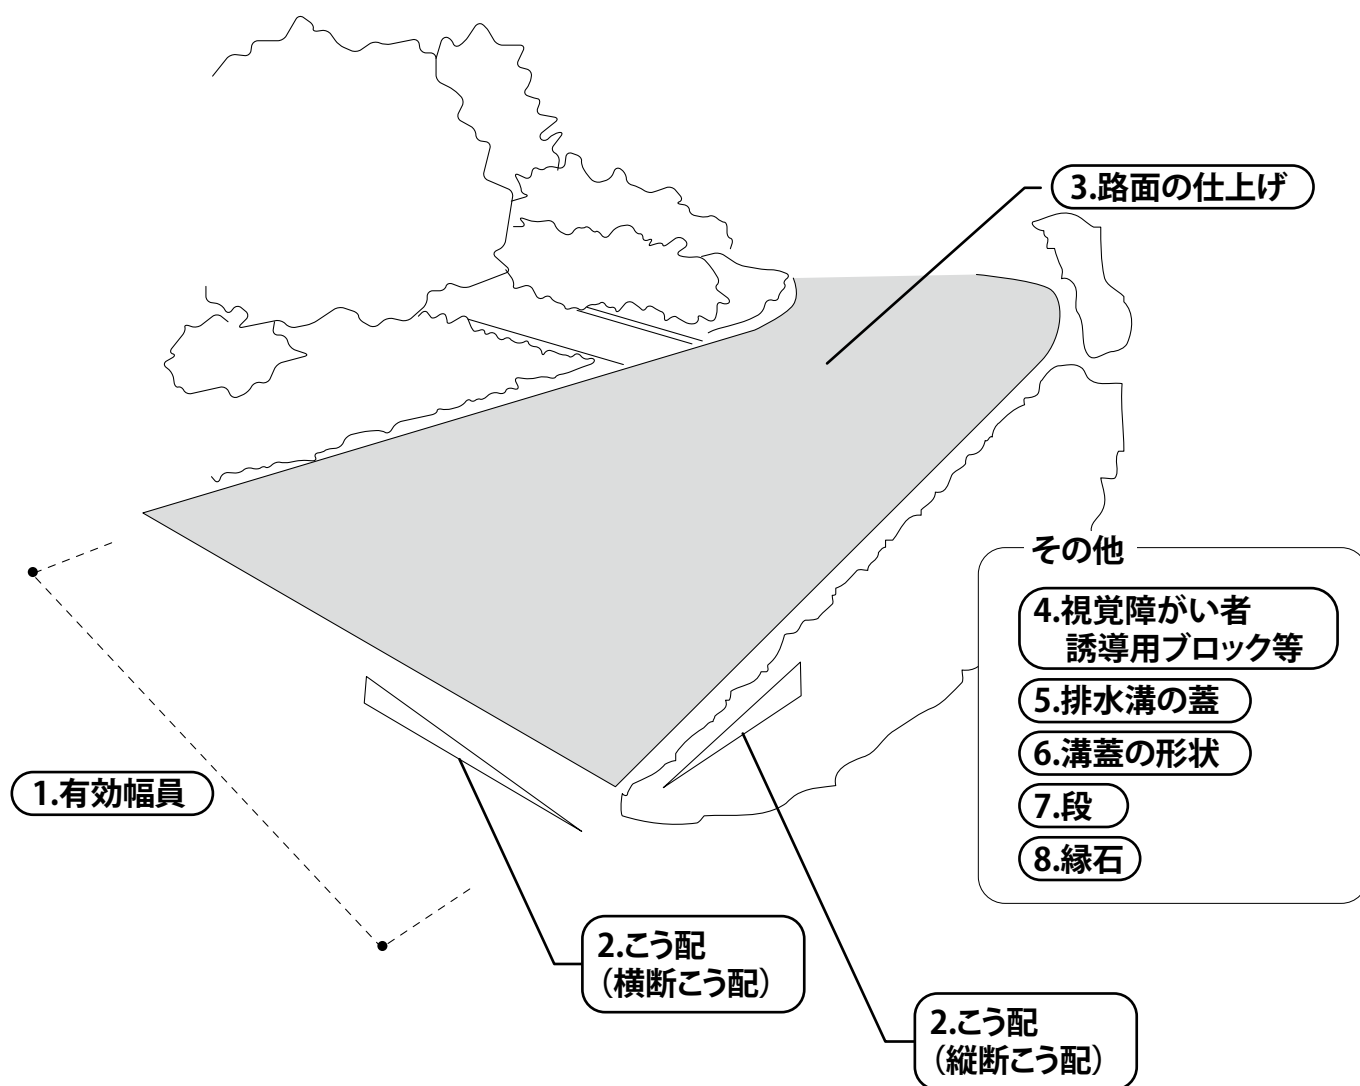 3.路面の仕上げ
その他
4.視覚障がい者
誘導用ブロック等
5.排水溝の蓋
6.溝蓋の形状
7.段
8.縁石
1.有効幅員
2.こう配
（横断こう配）
2.こう配
（縦断こう配）